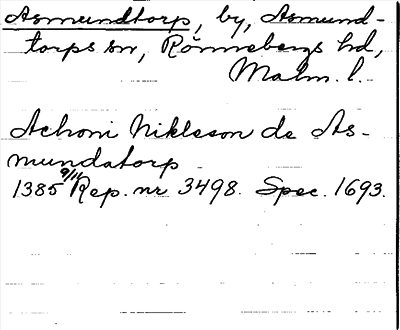 Asmundtorp, by, Asmund-
torps sn, Rönnebergs hd,
Malm. l.
Achoni Nikleson de As-
mundatorp
1385 9/11 Rep. nr 3498. Spec. 1693.